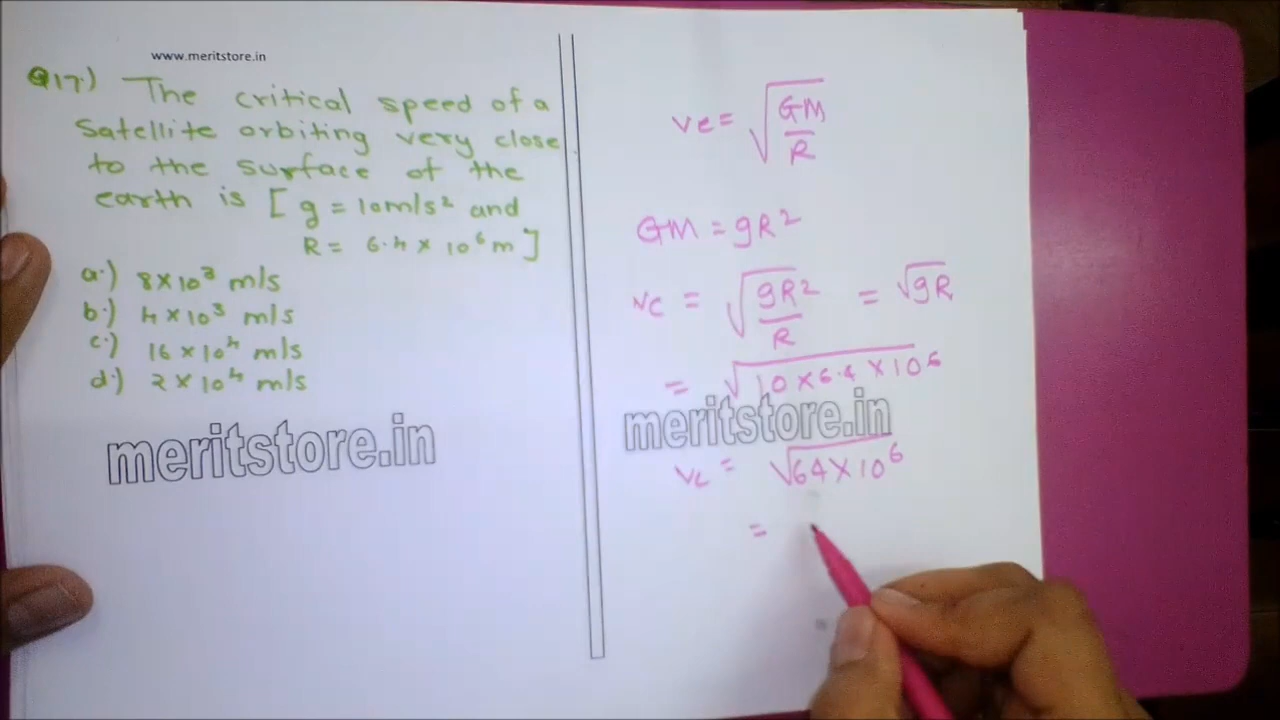 www.meritstore.in
Q17.) The critical speed of a
satellite orbiting very close
to the surface of the
earth is [ g = 10m/s² and
R = 6.4 × 10⁶ m ]
a.) 8×10³ m/s
b.) 4 × 10³ m/s
c.) 16 × 10⁴ m/s
d.) 2 × 10⁴ m/s
meritstore.in
vc = √(GM/R)
GM = gR²
vc = √(gR²/R) = √gR
= √10×6.4×10⁶
meritstore.in
vc = √64×10⁶
=